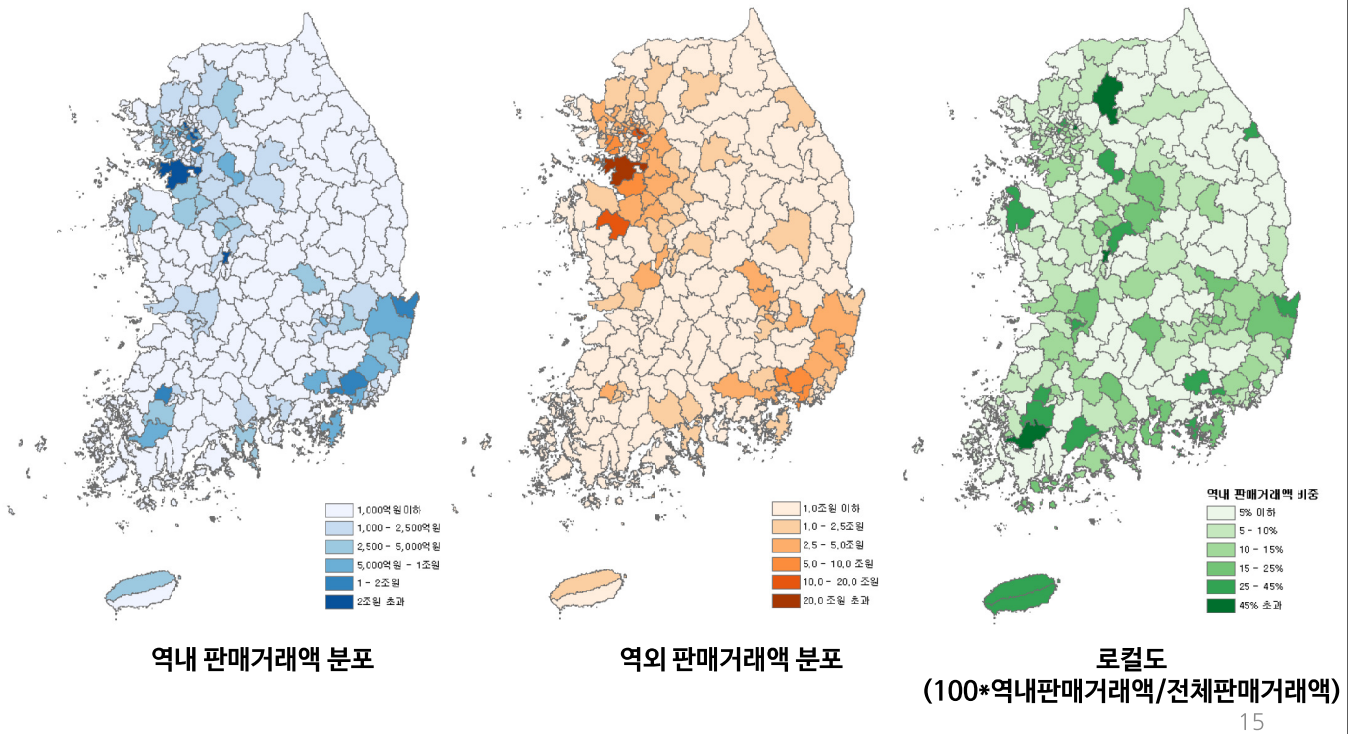 1,000억원이하
1,000 - 2,500억원
2,500 - 5,000억원
5,000억원 - 1조원
1 - 2조원
2조원 초과
1.0조원 이하
1.0 - 2.5조원
2.5 - 5.0조원
5.0 - 10.0 조원
10.0 - 20.0 조원
20.0 조원 초과
역내 판매거래액 비중
5% 이하
5 - 10%
10 - 15%
15 - 25%
25 - 45%
45% 초과
역내 판매거래액 분포
역외 판매거래액 분포
로컬도
(100*역내판매거래액/전체판매거래액)
15